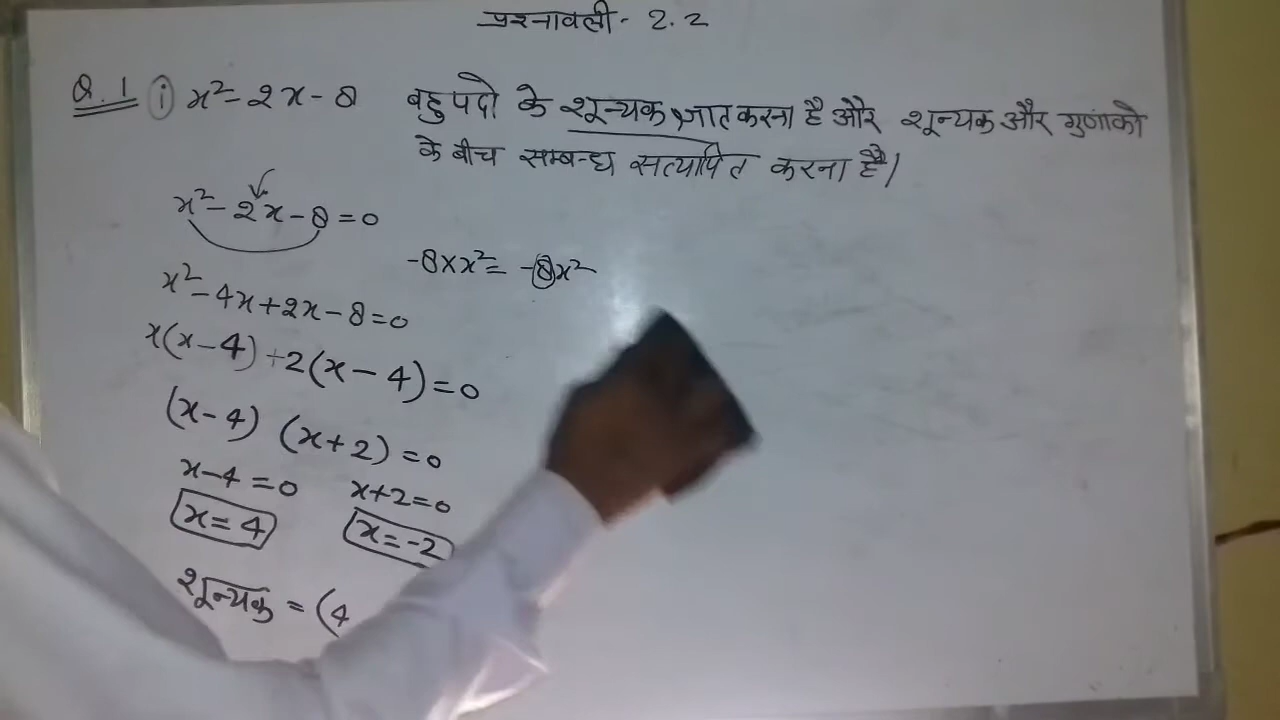 प्रश्नावली - 2.2
Q.1 (i) x²-2x-8 बहुपदो के शून्यक ज्ञात करना है और शून्यक और गुणांको
के बीच सम्बन्ध सत्यापित करना है।
x²-2x-8=0
-8×x²= -8x²
x²-4x+2x-8=0
x(x-4)+2(x-4)=0
(x-4) (x+2)=0
x-4=0 x+2=0
x=4 x=-2
शून्यक = (4